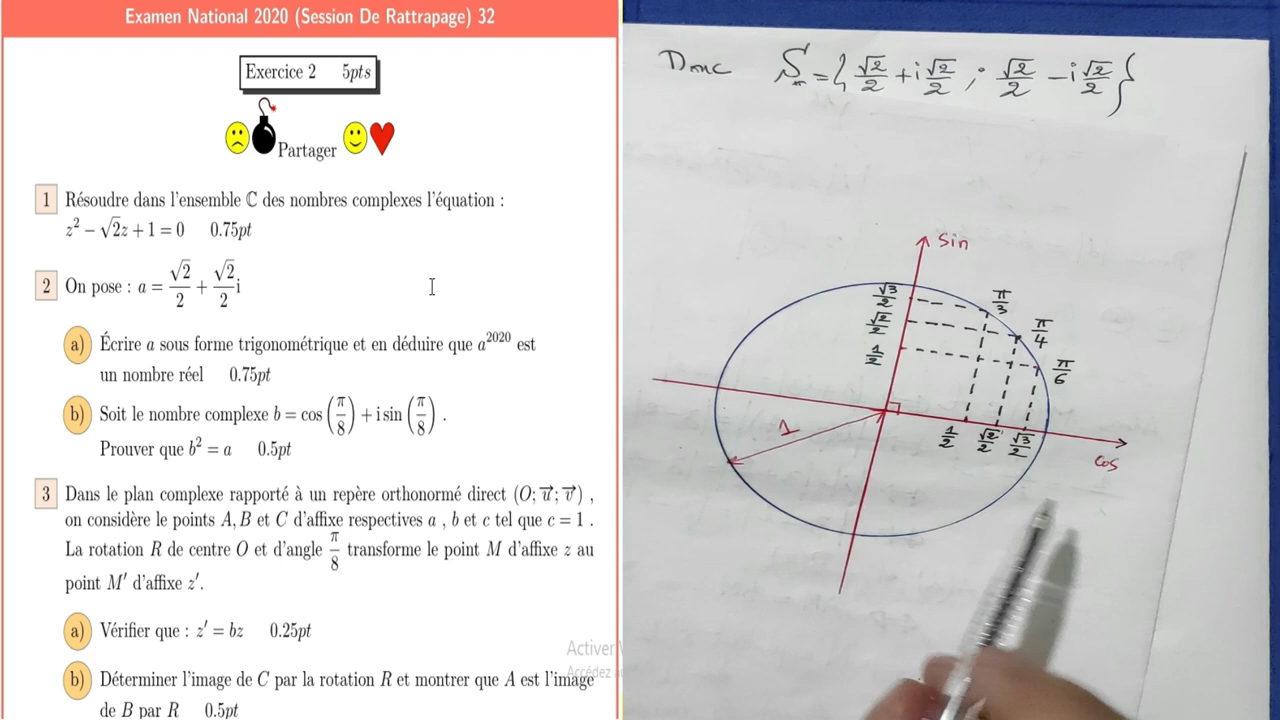 Examen National 2020 (Session De Rattrapage) 32
Exercice 2 5pts
Partager
1 Résoudre dans l'ensemble ℂ des nombres complexes l'équation :
z² − √2z + 1 = 0 0.75pt
2 On pose : a = √2/2 + √2/2 i
a) Écrire a sous forme trigonométrique et en déduire que a²⁰²⁰ est
un nombre réel 0.75pt
b) Soit le nombre complexe b = cos(π/8) + i sin(π/8) .
Prouver que b² = a 0.5pt
3 Dans le plan complexe rapporté à un repère orthonormé direct (O; u⃗; v⃗) ,
on considère le points A, B et C d'affixe respectives a , b et c tel que c = 1 .
La rotation R de centre O et d'angle π/8 transforme le point M d'affixe z au
point M′ d'affixe z′.
a) Vérifier que : z′ = bz 0.25pt
b) Déterminer l'image de C par la rotation R et montrer que A est l'image
de B par R 0.5pt
Activer
Accédez
Donc S = {√2/2 + i√2/2 ; √2/2 − i√2/2}
sin
√3/2
√2/2
1/2
π/3
π/4
π/6
1
1/2 √2/2 √3/2
cos